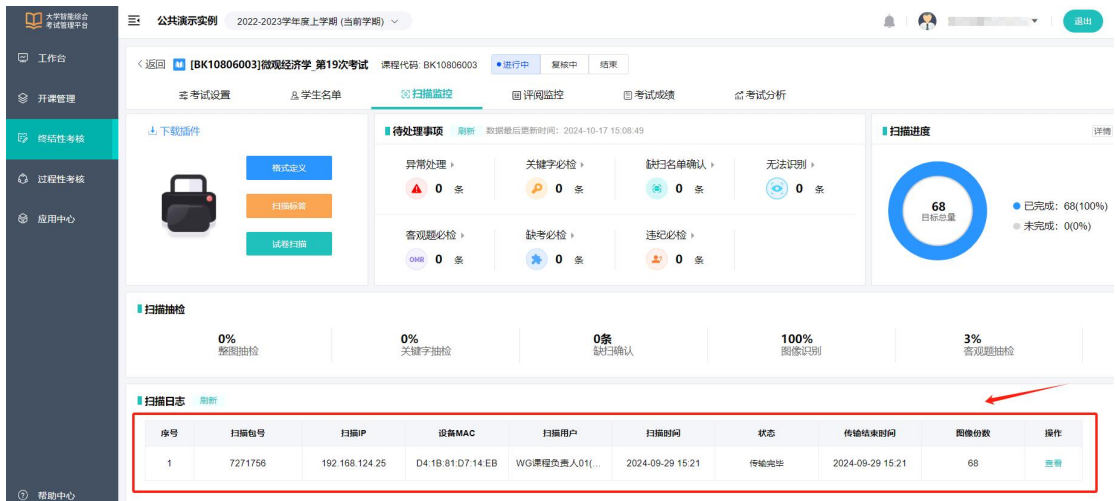 大学智能综合
考试管理平台
公共演示实例 2022-2023学年度上学期 (当前学期)
退出
工作台
开课管理
终结性考核
过程性考核
应用中心
帮助中心
返回 [BK10806003]微观经济学_第19次考试 课程代码: BK10806003 进行中 复核中 结束
考试设置 学生名单 扫描监控 评阅监控 考试成绩 考试分析
下载插件
格式定义
扫描标答
试卷扫描
待处理事项 刷新 数据最后更新时间: 2024-10-17 15:08:49
异常处理 关键字必检 缺扫名单确认 无法识别
0 条 0 条 0 条 0 条
客观题必检 缺考必检 违纪必检
OMR 0 条 0 条 0 条
扫描进度 详情
68
目标总量
已完成: 68(100%)
未完成: 0(0%)
扫描抽检
0% 0% 0条 100% 3%
整图抽检 关键字抽检 缺扫确认 图像识别 客观题抽检
扫描日志 刷新
序号 扫描包号 扫描IP 设备MAC 扫描用户 扫描时间 状态 传输结束时间 图像份数 操作
1 7271756 192.168.124.25 D4:1B:81:D7:14:EB WG课程负责人01(... 2024-09-29 15:21 传输完毕 2024-09-29 15:21 68 查看